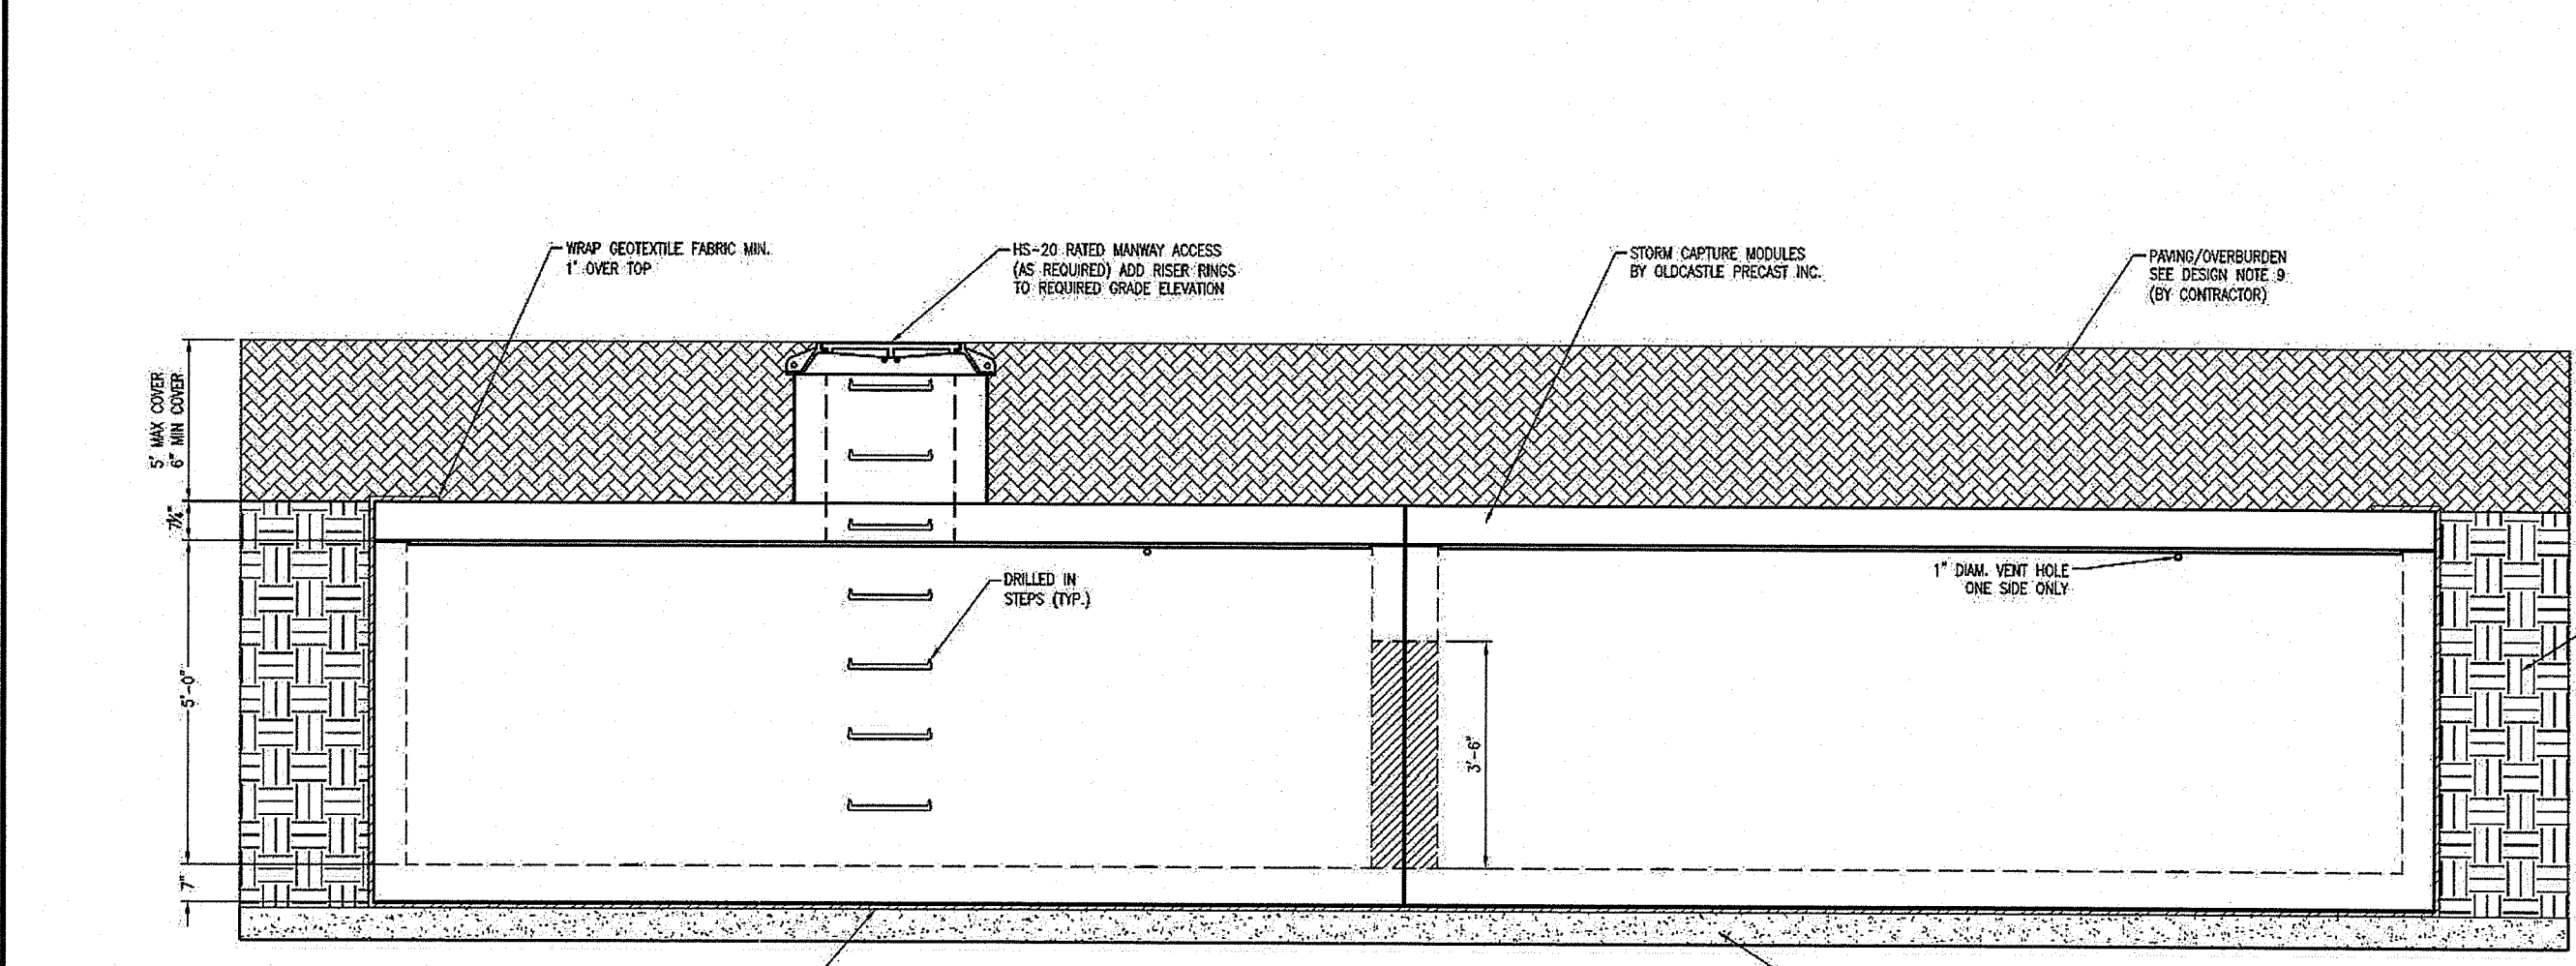 WRAP GEOTEXTILE FABRIC MIN.
1" OVER TOP
HS-20 RATED MANWAY ACCESS
(AS REQUIRED) ADD RISER RINGS
TO REQUIRED GRADE ELEVATION
STORM CAPTURE MODULES
BY OLDCASTLE PRECAST INC.
PAVING/OVERBURDEN
SEE DESIGN NOTE 9
(BY CONTRACTOR)
5' MAX COVER
6" MIN COVER
5'-0"
7"
DRILLED IN
STEPS (TYP.)
3'-6"
1" DIAM. VENT HOLE
ONE SIDE ONLY